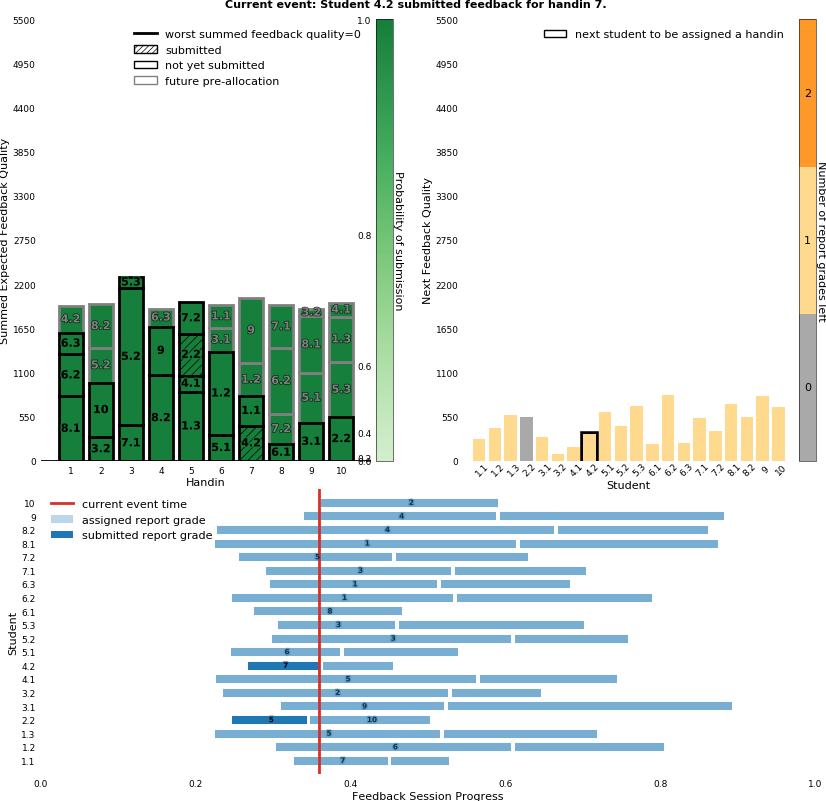 Current event: Student 4.2 submitted feedback for handin 7.
Summed Expected Feedback Quality
5500
4950
4400
3850
3300
2750
2200
1650
1100
550
0
worst summed feedback quality=0
submitted
not yet submitted
future pre-allocation
8.1 6.2 6.3 4.2
3.2 10 5.2 8.2
7.1 5.2 5.3
8.2 9 6.3
1.3 4.1 2.2 7.2
5.1 1.2 3.1 1.1
4.2 1.1 1.2 9
6.1 7.2 6.2 7.1
3.1 5.1 8.1 3.2
2.2 5.3 1.3 4.1
1 2 3 4 5 6 7 8 9 10
Handin
1.0
0.8
0.6
0.4
0.2
0.0
Probability of submission
Next Feedback Quality
5500
4950
4400
3850
3300
2750
2200
1650
1100
550
0
next student to be assigned a handin
1.1 1.2 1.3 2.2 3.1 3.2 4.1 4.2 5.1 5.2 5.3 6.1 6.2 6.3 7.1 7.2 8.1 8.2 9 10
Student
2
1
0
Number of report grades left
current event time
assigned report grade
submitted report grade
Student
10 2
9 4
8.2 4
8.1 1
7.2 5
7.1 3
6.3 1
6.2 1
6.1 8
5.3 3
5.2 3
5.1 6
4.2 7
4.1 5
3.2 2
3.1 9
2.2 5 10
1.3 5
1.2 6
1.1 7
0.0 0.2 0.4 0.6 0.8 1.0
Feedback Session Progress